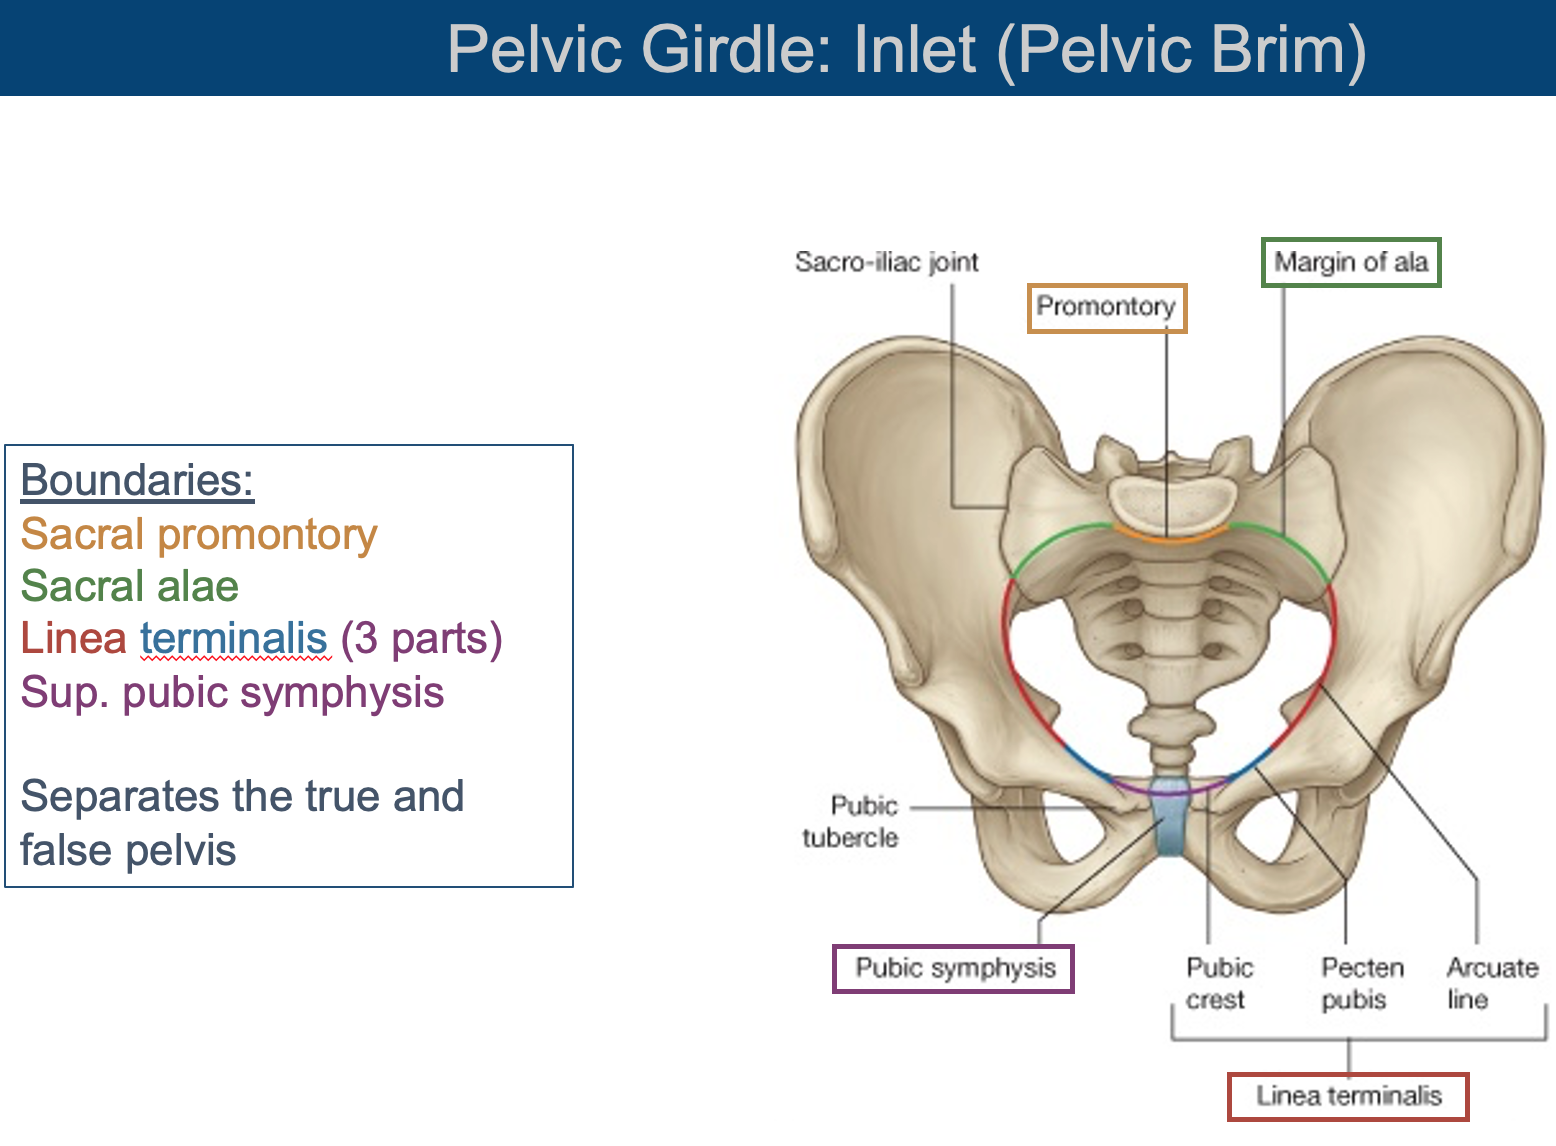 Pelvic Girdle: Inlet (Pelvic Brim)
Boundaries:
Sacral promontory
Sacral alae
Linea terminalis (3 parts)
Sup. pubic symphysis
Separates the true and
false pelvis
Sacro-iliac joint
Promontory
Margin of ala
Pubic
tubercle
Pubic symphysis
Pubic
crest
Pecten
pubis
Arcuate
line
Linea terminalis